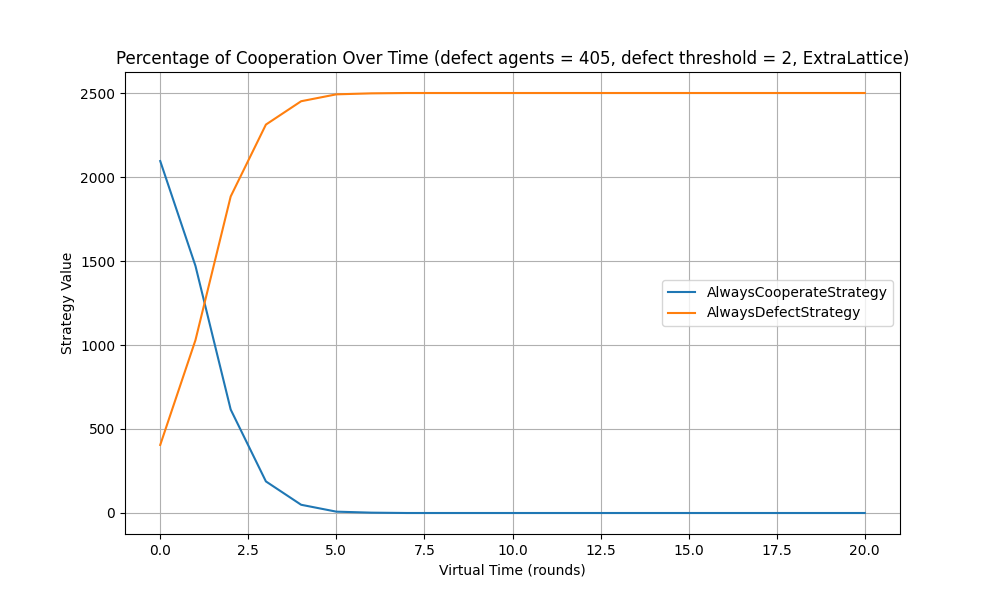 Percentage of Cooperation Over Time (defect agents = 405, defect threshold = 2, ExtraLattice)
2500
2000
1500
1000
500
0
Strategy Value
AlwaysCooperateStrategy
AlwaysDefectStrategy
0.0 2.5 5.0 7.5 10.0 12.5 15.0 17.5 20.0
Virtual Time (rounds)